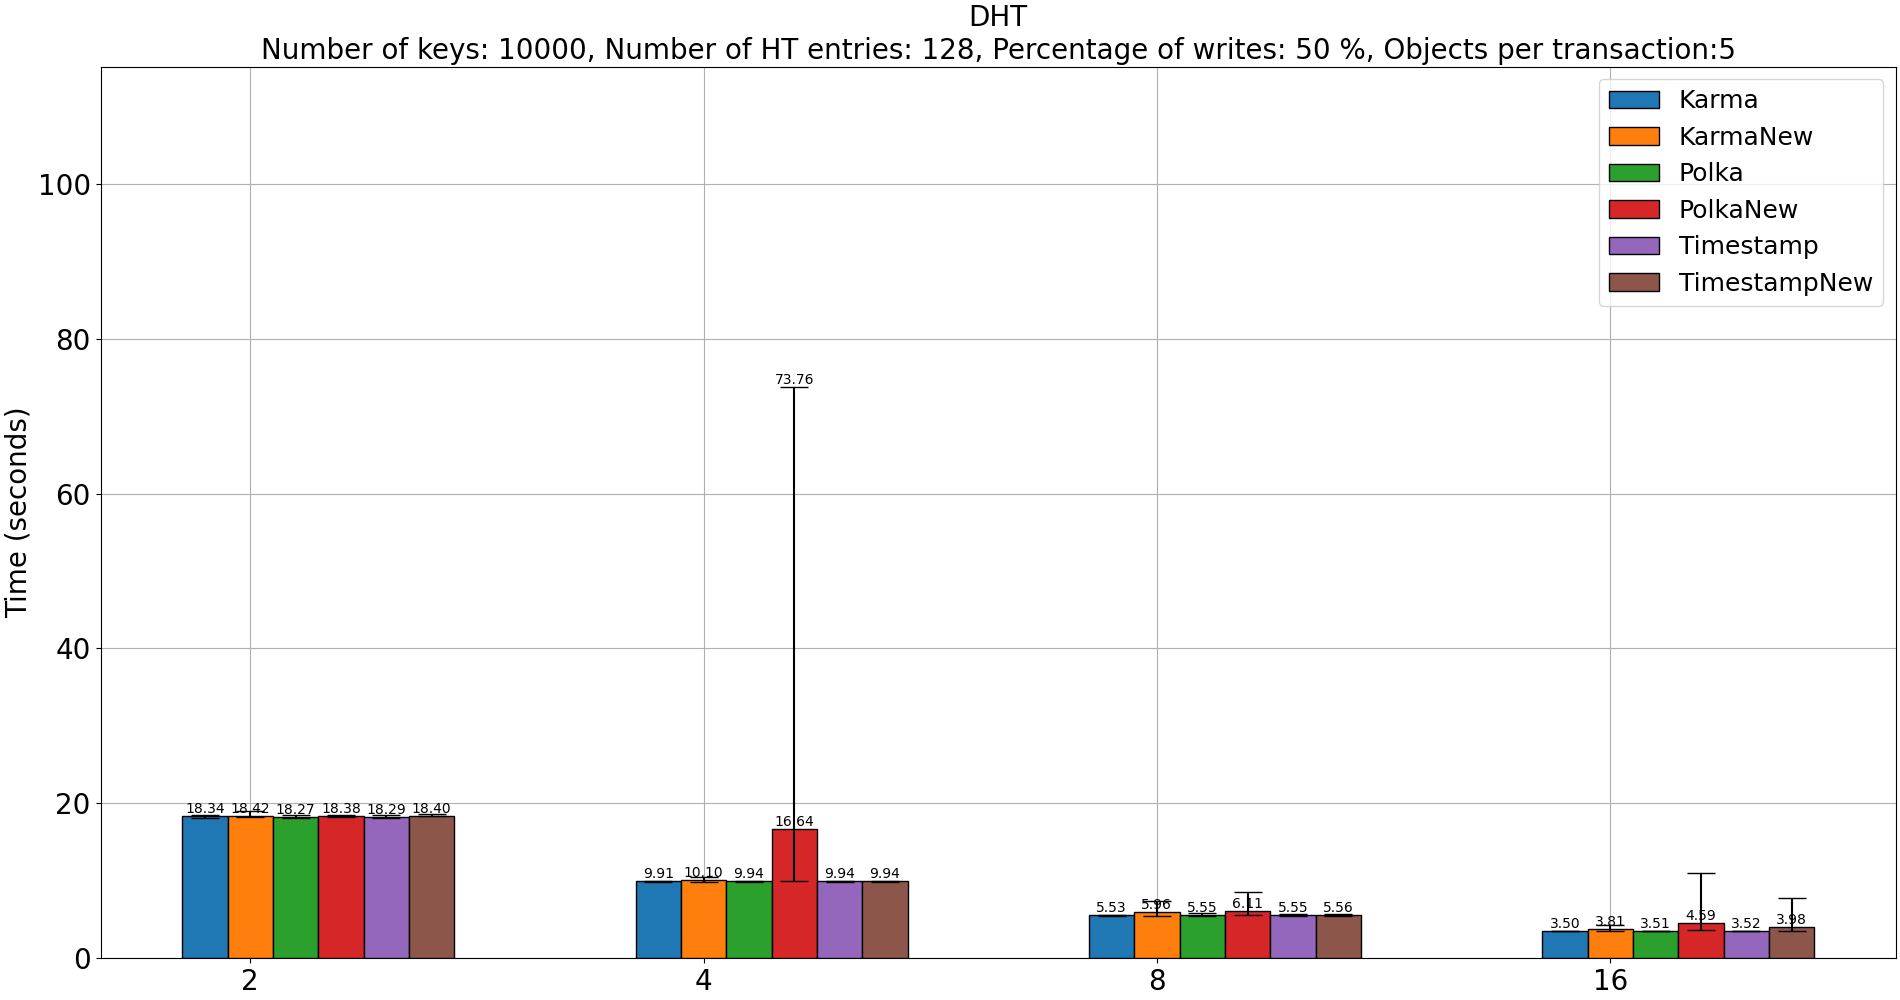 DHT
Number of keys: 10000, Number of HT entries: 128, Percentage of writes: 50 %, Objects per transaction:5
Karma
KarmaNew
Polka
PolkaNew
Timestamp
TimestampNew
Time (seconds)
100
80
60
40
20
0
73.76
18.34 18.42 18.27 18.38 18.29 18.40
9.91 10.10 9.94 16.64 9.94 9.94
5.53 5.96 5.55 6.11 5.55 5.56
3.50 3.81 3.51 4.59 3.52 3.98
2 4 8 16